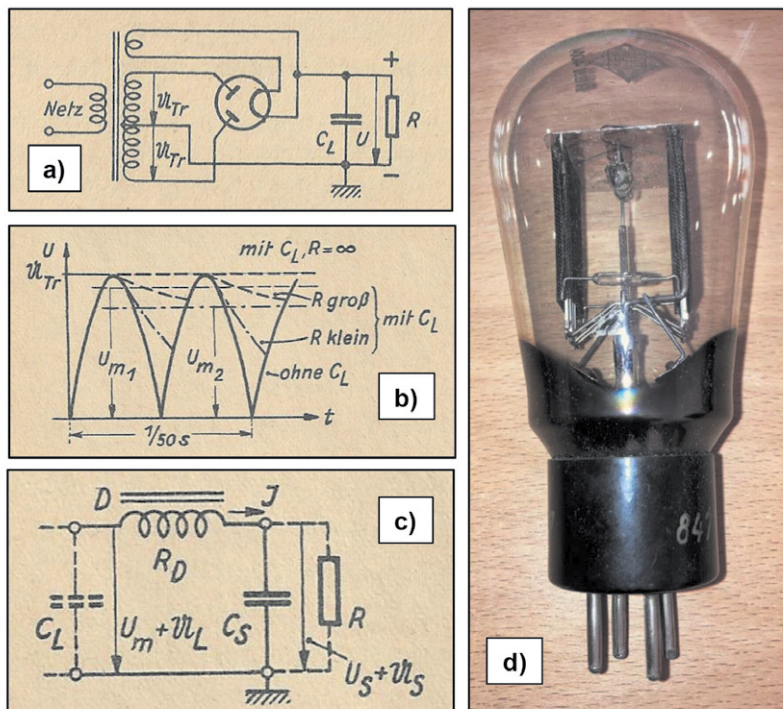 Netz
𝔘Tr
𝔘Tr
CL
U
R
+
–
a)
U
𝔘Tr
mit CL, R=∞
R groß
R klein
mit CL
ohne CL
Um1
Um2
t
1/50 s
b)
D
J
RD
CL
Um+𝔘L
CS
R
US+𝔘S
c)
841
d)